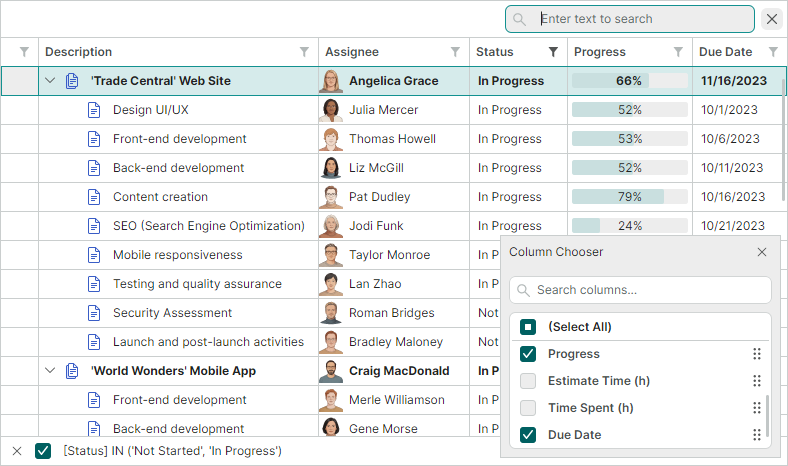 Enter text to search
Description Assignee Status Progress Due Date
'Trade Central' Web Site Angelica Grace In Progress 66% 11/16/2023
Design UI/UX Julia Mercer In Progress 52% 10/1/2023
Front-end development Thomas Howell In Progress 53% 10/6/2023
Back-end development Liz McGill In Progress 52% 10/11/2023
Content creation Pat Dudley In Progress 79% 10/16/2023
SEO (Search Engine Optimization) Jodi Funk In Progress 24% 10/21/2023
Mobile responsiveness Taylor Monroe In P
Testing and quality assurance Lan Zhao In P
Security Assessment Roman Bridges Not
Launch and post-launch activities Bradley Maloney Not
'World Wonders' Mobile App Craig MacDonald In P
Front-end development Merle Williamson In P
Back-end development Gene Morse In P
Column Chooser
Search columns...
(Select All)
Progress
Estimate Time (h)
Time Spent (h)
Due Date
[Status] IN ('Not Started', 'In Progress')